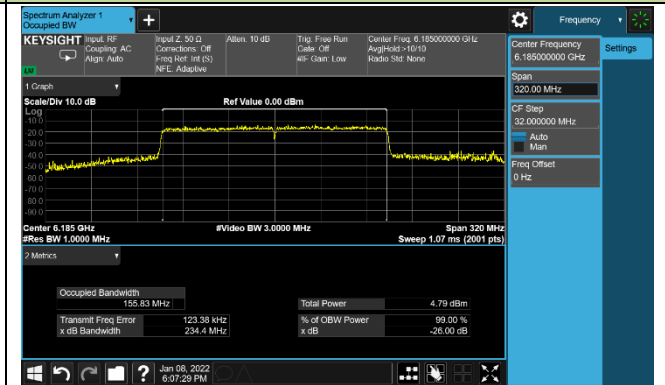 Spectrum Analyzer 1
Occupied BW
Frequency
KEYSIGHT
Input: RF
Coupling: AC
Align: Auto
Input Z: 50 Ω
Corrections: Off
Freq Ref: Int (S)
NFE: Adaptive
Atten: 10 dB
Trig: Free Run
Gate: Off
#IF Gain: Low
Center Freq: 6.185000000 GHz
Avg|Hold:>10/10
Radio Std: None
Center Frequency
6.185000000 GHz
Settings
Span
320.00 MHz
CF Step
32.000000 MHz
Auto
Man
Freq Offset
0 Hz
1 Graph
Scale/Div 10.0 dB
Ref Value 0.00 dBm
Log
-10.0
-20.0
-30.0
-40.0
-50.0
-60.0
-70.0
-80.0
-90.0
Center 6.185 GHz
#Video BW 3.0000 MHz
Span 320 MHz
#Res BW 1.0000 MHz
Sweep 1.07 ms (2001 pts)
2 Metrics
Occupied Bandwidth
155.83 MHz
Total Power 4.79 dBm
Transmit Freq Error 123.38 kHz
% of OBW Power 99.00 %
x dB Bandwidth 234.4 MHz
x dB -26.00 dB
Jan 08, 2022
6:07:29 PM